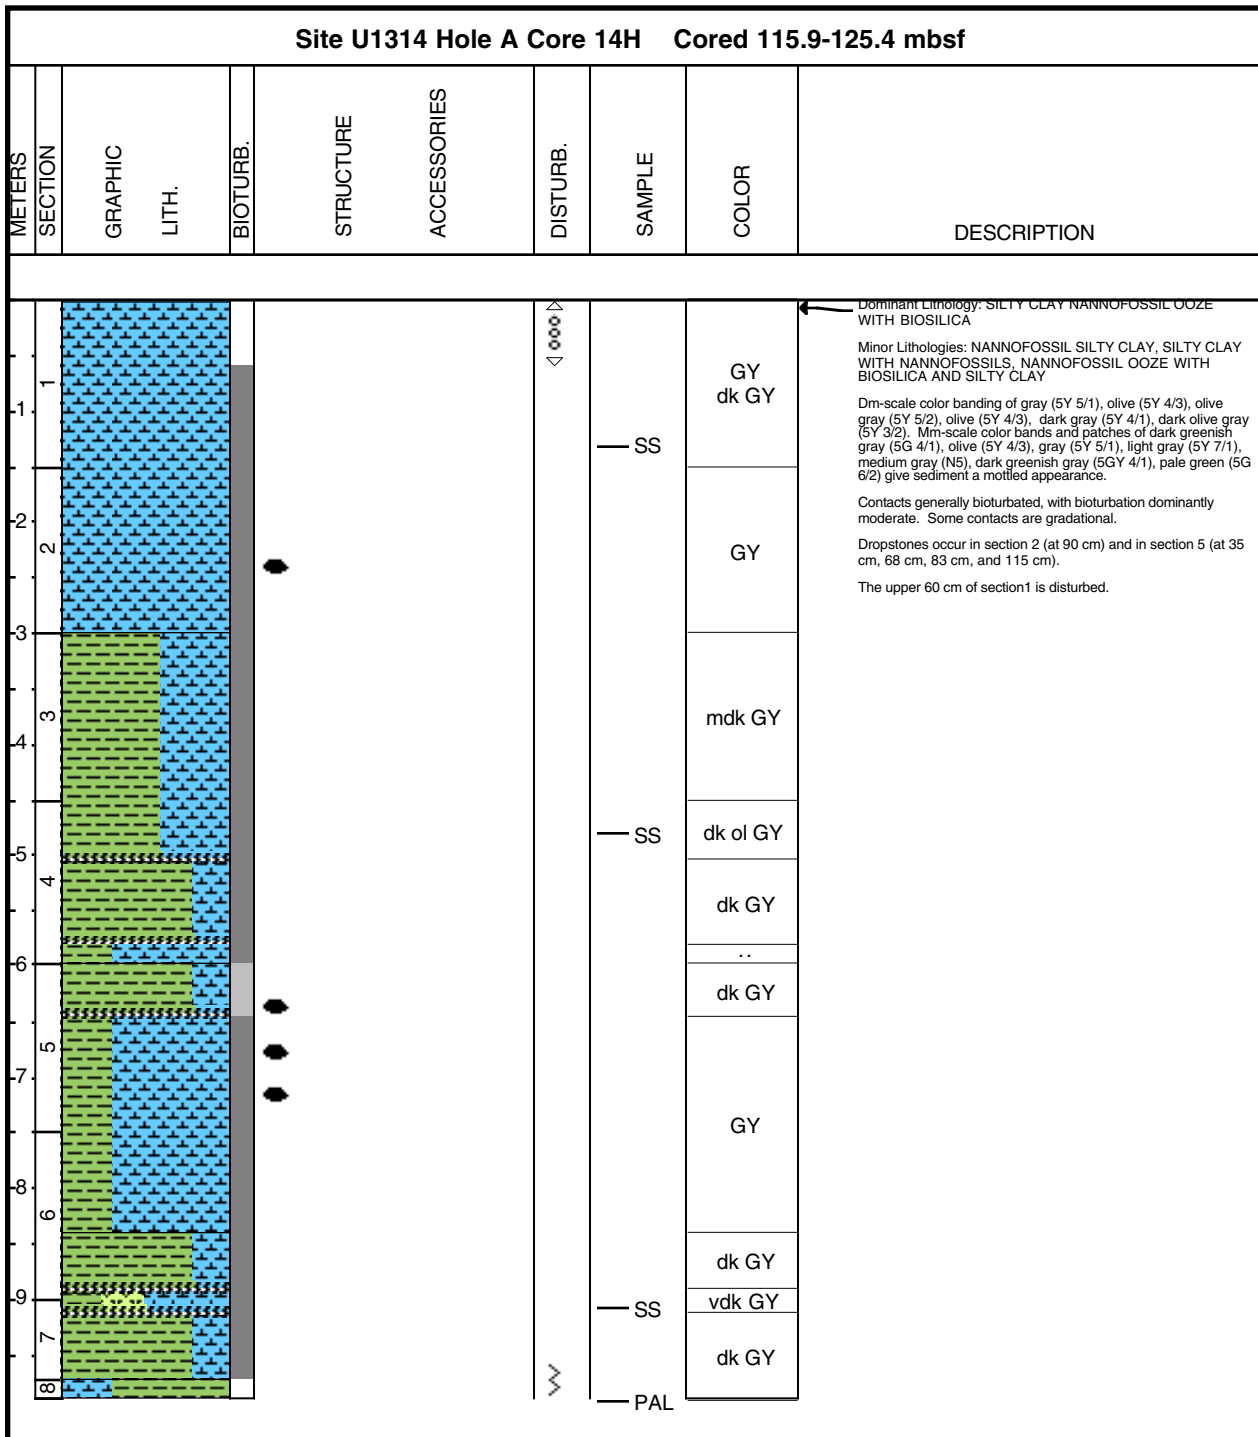 Site U1314 Hole A Core 14H Cored 115.9-125.4 mbsf
METERS
SECTION
GRAPHIC
LITH.
BIOTURB.
STRUCTURE
ACCESSORIES
DISTURB.
SAMPLE
COLOR
DESCRIPTION
Dominant Lithology: SILTY CLAY NANNOFOSSIL OOZE
WITH BIOSILICA
Minor Lithologies: NANNOFOSSIL SILTY CLAY, SILTY CLAY
WITH NANNOFOSSILS, NANNOFOSSIL OOZE WITH
BIOSILICA AND SILTY CLAY
Dm-scale color banding of gray (5Y 5/1), olive (5Y 4/3), olive
gray (5Y 5/2), olive (5Y 4/3), dark gray (5Y 4/1), dark olive gray
(5Y 3/2). Mm-scale color bands and patches of dark greenish
gray (5G 4/1), olive (5Y 4/3), gray (5Y 5/1), light gray (5Y 7/1),
medium gray (N5), dark greenish gray (5GY 4/1), pale green (5G
6/2) give sediment a mottled appearance.
Contacts generally bioturbated, with bioturbation dominantly
moderate. Some contacts are gradational.
Dropstones occur in section 2 (at 90 cm) and in section 5 (at 35
cm, 68 cm, 83 cm, and 115 cm).
The upper 60 cm of section1 is disturbed.
1
2
3
4
5
6
7
8
9
1
2
3
4
5
6
7
8
SS
SS
SS
PAL
GY
dk GY
GY
mdk GY
dk ol GY
dk GY
..
dk GY
GY
dk GY
vdk GY
dk GY